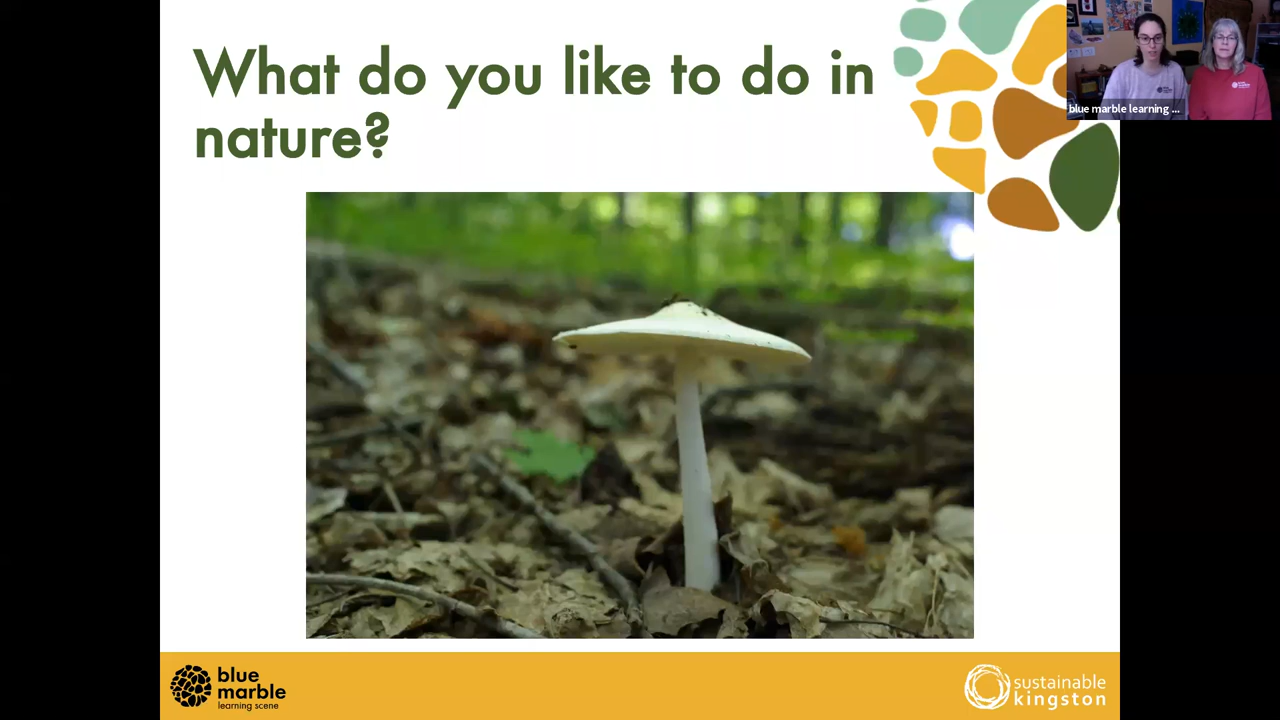 What do you like to do in
nature?
blue marble learning ...
blue
marble
learning scene
sustainable
kingston